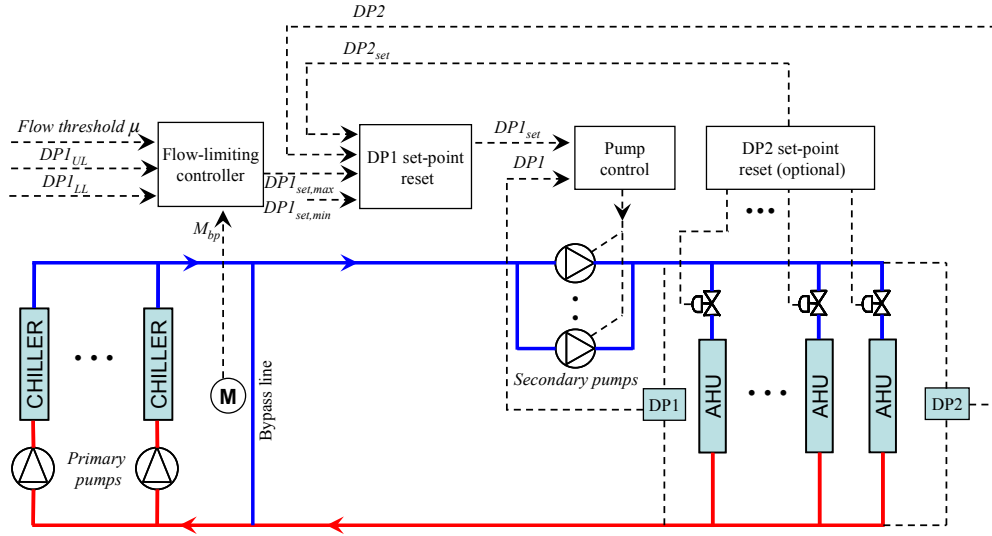 DP2
DP2set
Flow threshold μ
DP1UL
DP1LL
Flow-limiting
controller
DP1set,max
DP1set,min
DP1 set-point
reset
DP1set
DP1
Pump
control
DP2 set-point
reset (optional)
Mbp
CHILLER
CHILLER
M
Bypass line
Secondary pumps
DP1
AHU
AHU
AHU
DP2
Primary
pumps